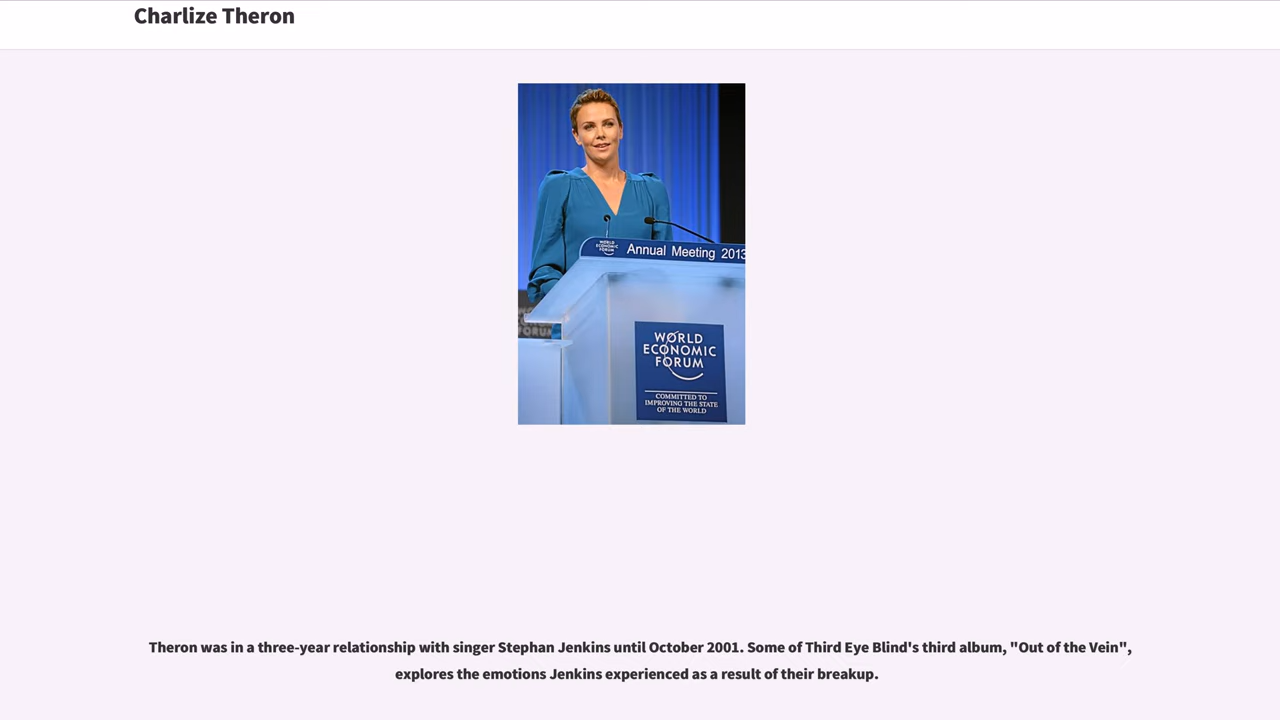 Charlize Theron
WORLD
ECONOMIC
FORUM
Annual Meeting 2013
WORLD
ECONOMIC
FORUM
COMMITTED TO
IMPROVING THE STATE
OF THE WORLD
Theron was in a three-year relationship with singer Stephan Jenkins until October 2001. Some of Third Eye Blind's third album, "Out of the Vein",
explores the emotions Jenkins experienced as a result of their breakup.